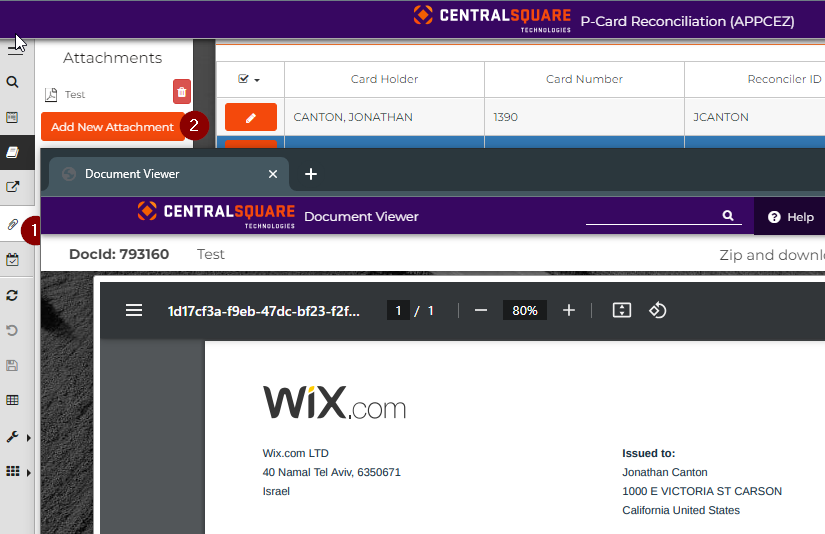 CENTRALSQUARE TECHNOLOGIES P-Card Reconciliation (APPCEZ)
Attachments
Test
Add New Attachment 2
1
Card Holder Card Number Reconciler ID
CANTON, JONATHAN 1390 JCANTON
Document Viewer
CENTRALSQUARE TECHNOLOGIES Document Viewer Help
DocId: 793160 Test Zip and downl
1d17cf3a-f9eb-47dc-bf23-f2f... 1 / 1 80%
WiX.com
Wix.com LTD
40 Namal Tel Aviv, 6350671
Israel
Issued to:
Jonathan Canton
1000 E VICTORIA ST CARSON
California United States